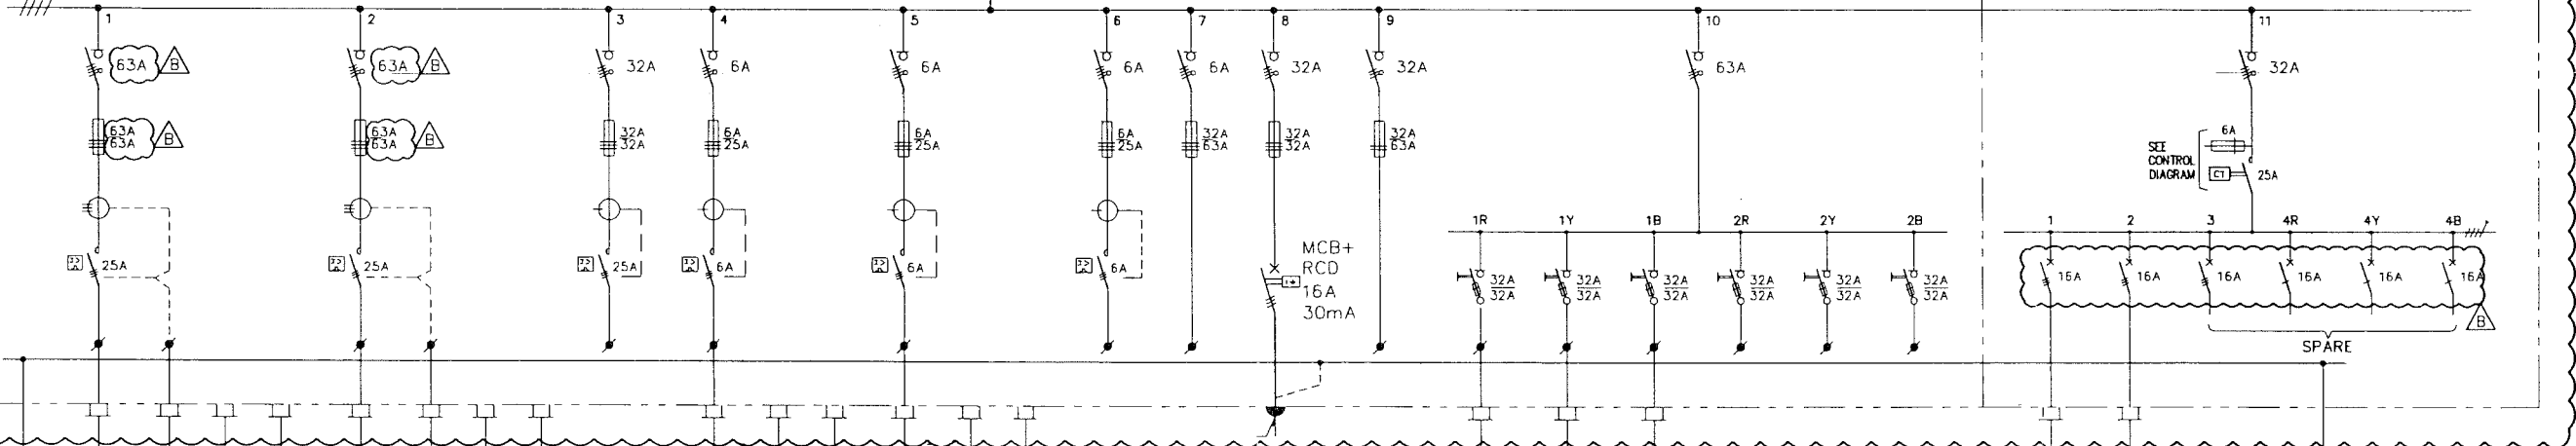 1 2 3 4 5 6 7 8 9 10 11
63A B 63A B 32A 6A 6A 6A 6A 32A 32A 63A 32A
63A
63A B
63A
63A B
32A
32A
6A
25A
6A
25A
6A
25A
32A
63A
32A
32A
32A
63A
6A
SEE
CONTROL
DIAGRAM
CT 25A
1R 1Y 1B 2R 2Y 2B
1 2 3 4R 4Y 4B
25A 25A 25A 6A 6A 6A
MCB+
RCD
16A
30mA
32A
32A
32A
32A
32A
32A
32A
32A
32A
32A
32A
32A
16A 16A 16A 16A 16A 16A
B
SPARE